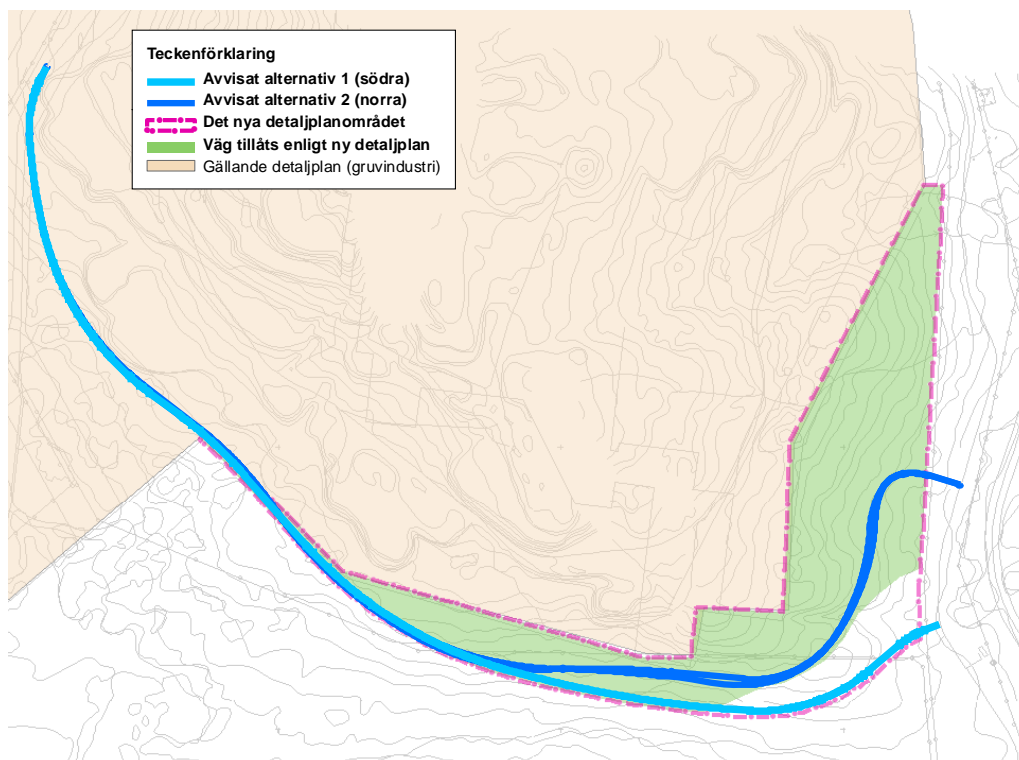 Teckenförklaring
Avvisat alternativ 1 (södra)
Avvisat alternativ 2 (norra)
Det nya detaljplanområdet
Väg tillåts enligt ny detaljplan
Gällande detaljplan (gruvindustri)